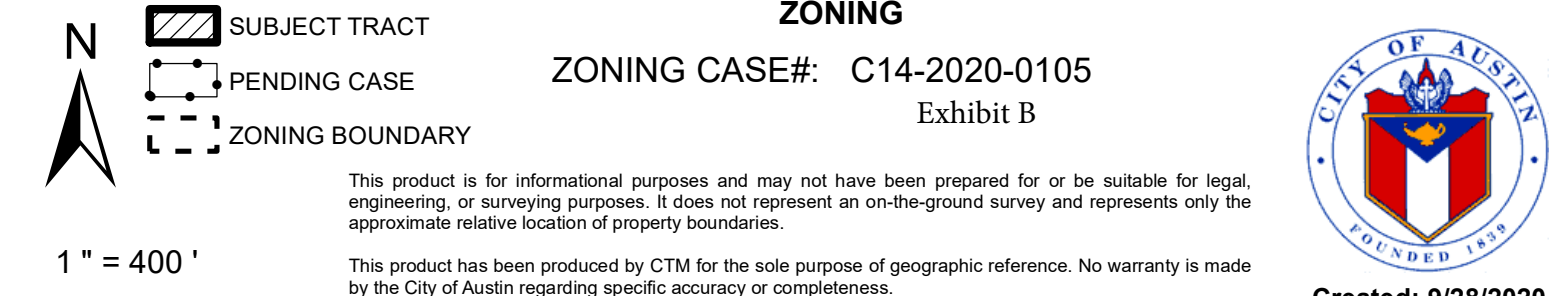 ZONING
N
SUBJECT TRACT
PENDING CASE
ZONING BOUNDARY
1 " = 400 '
ZONING CASE#: C14-2020-0105
Exhibit B
This product is for informational purposes and may not have been prepared for or be suitable for legal,
engineering, or surveying purposes. It does not represent an on-the-ground survey and represents only the
approximate relative location of property boundaries.
This product has been produced by CTM for the sole purpose of geographic reference. No warranty is made
by the City of Austin regarding specific accuracy or completeness.
CITY OF AUSTIN
FOUNDED 1839
Created: 9/28/2020